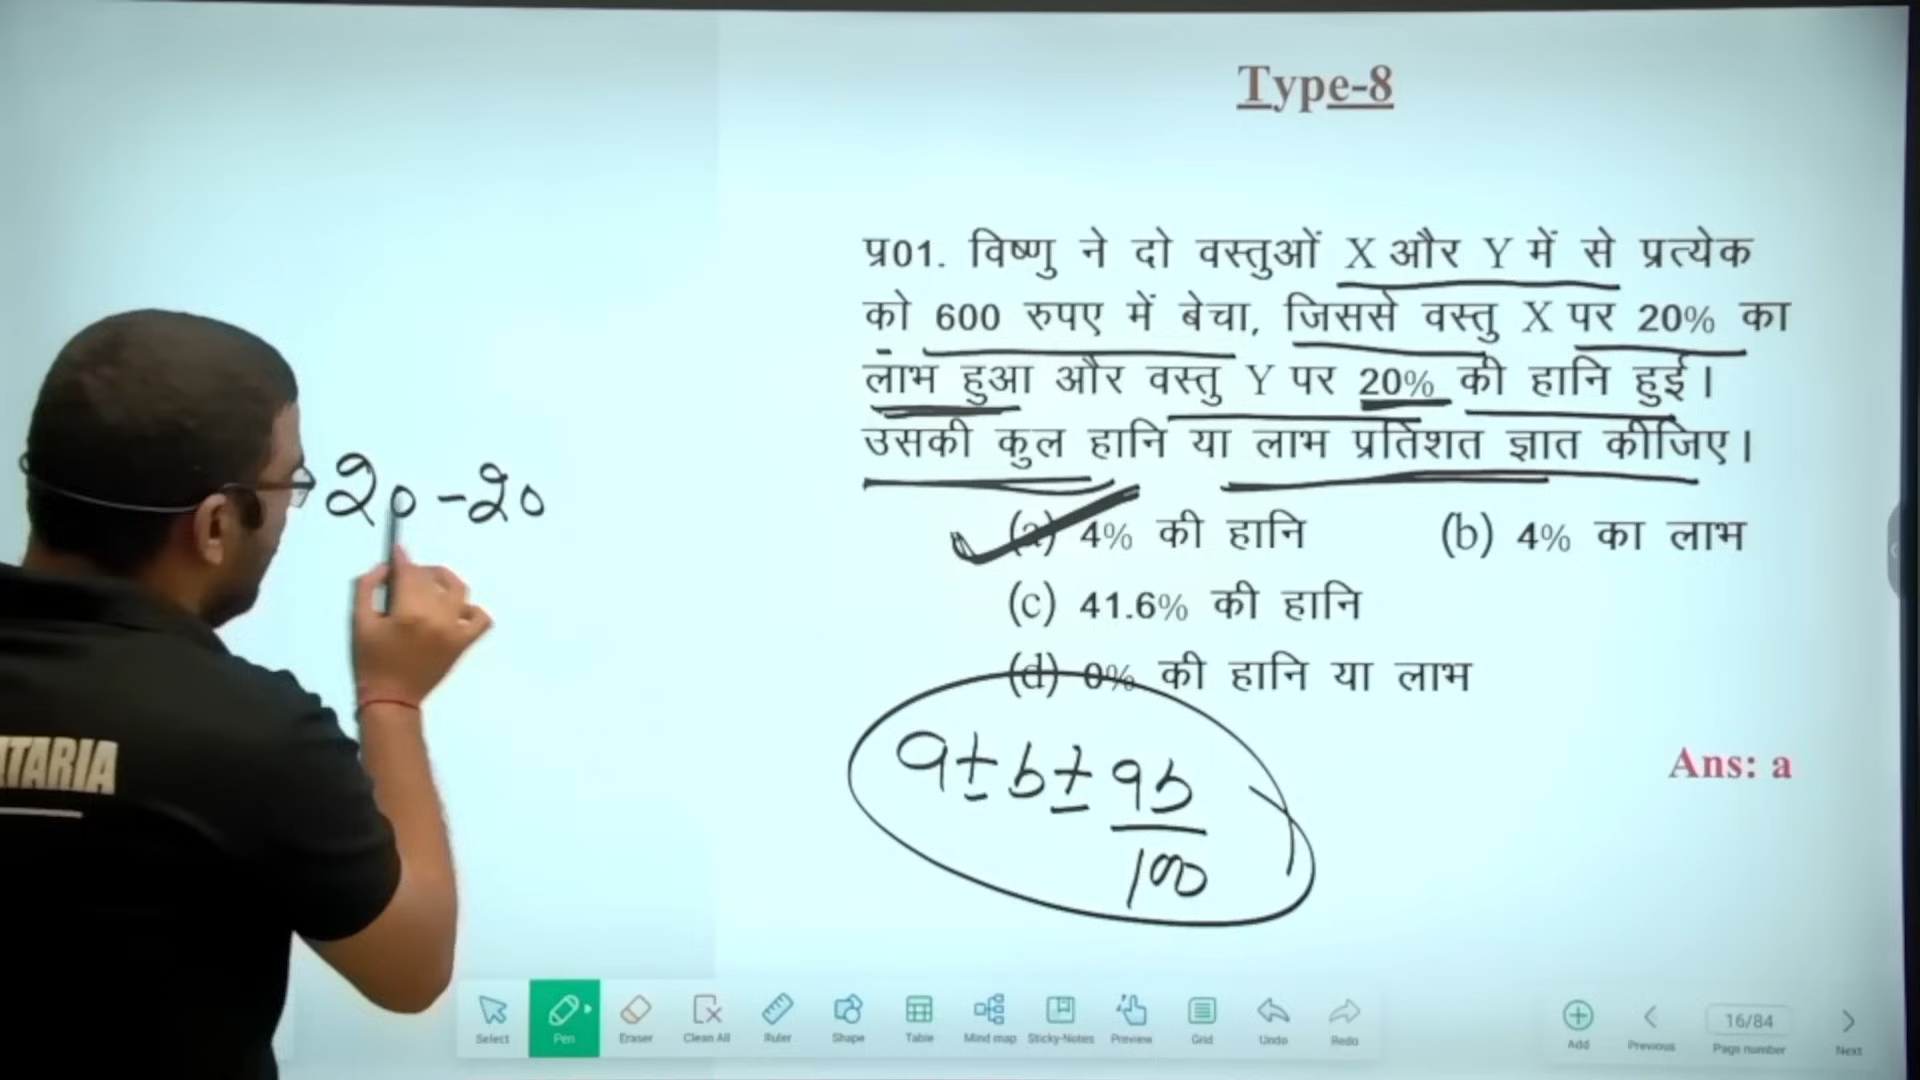 Type-8
प्र01. विष्णु ने दो वस्तुओं X और Y में से प्रत्येक
को 600 रुपए में बेचा, जिससे वस्तु X पर 20% का
लाभ हुआ और वस्तु Y पर 20% की हानि हुई।
उसकी कुल हानि या लाभ प्रतिशत ज्ञात कीजिए।
(a) 4% की हानि (b) 4% का लाभ
(c) 41.6% की हानि
(d) 0% की हानि या लाभ
Ans: a
20-20
a±b±ab
100
TARIA
Select Pen Eraser Clean All Ruler Shape Table Mind map Sticky-Notes Preview Grid Undo Redo Add Previous 16/84 Page number Next